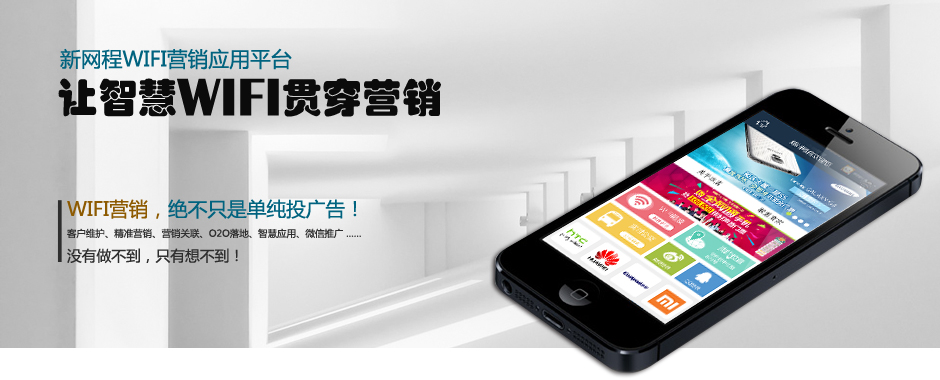 新网程WIFI营销应用平台
让智慧WIFI贯穿营销
WIFI营销，绝不只是单纯投广告！
客户维护、精准营销、营销关联、O2O落地、智慧应用、微信推广 ......
没有做不到，只有想不到！
hTC
HUAWEI
Coolpad